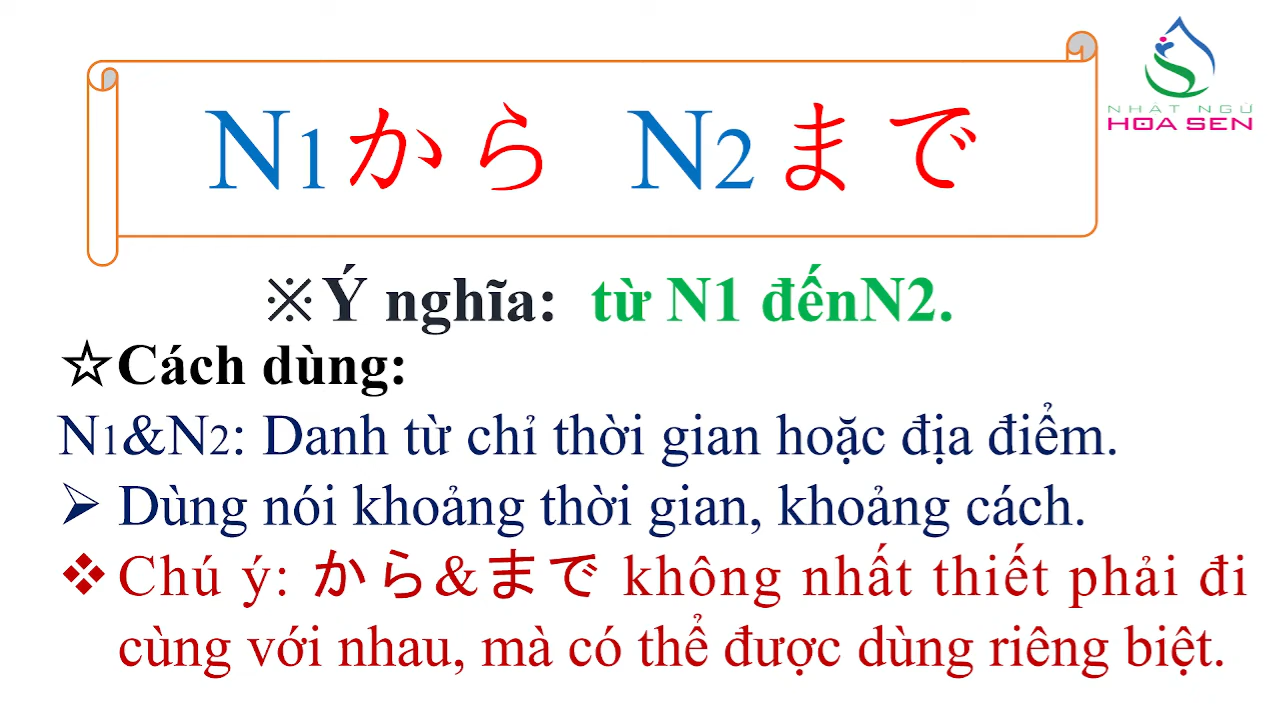 NHẬT NGỮ
HOA SEN
N1から N2まで
※Ý nghĩa: từ N1 đếnN2.
☆Cách dùng:
N1&N2: Danh từ chỉ thời gian hoặc địa điểm.
➢ Dùng nói khoảng thời gian, khoảng cách.
❖ Chú ý: から&まで không nhất thiết phải đi
cùng với nhau, mà có thể được dùng riêng biệt.